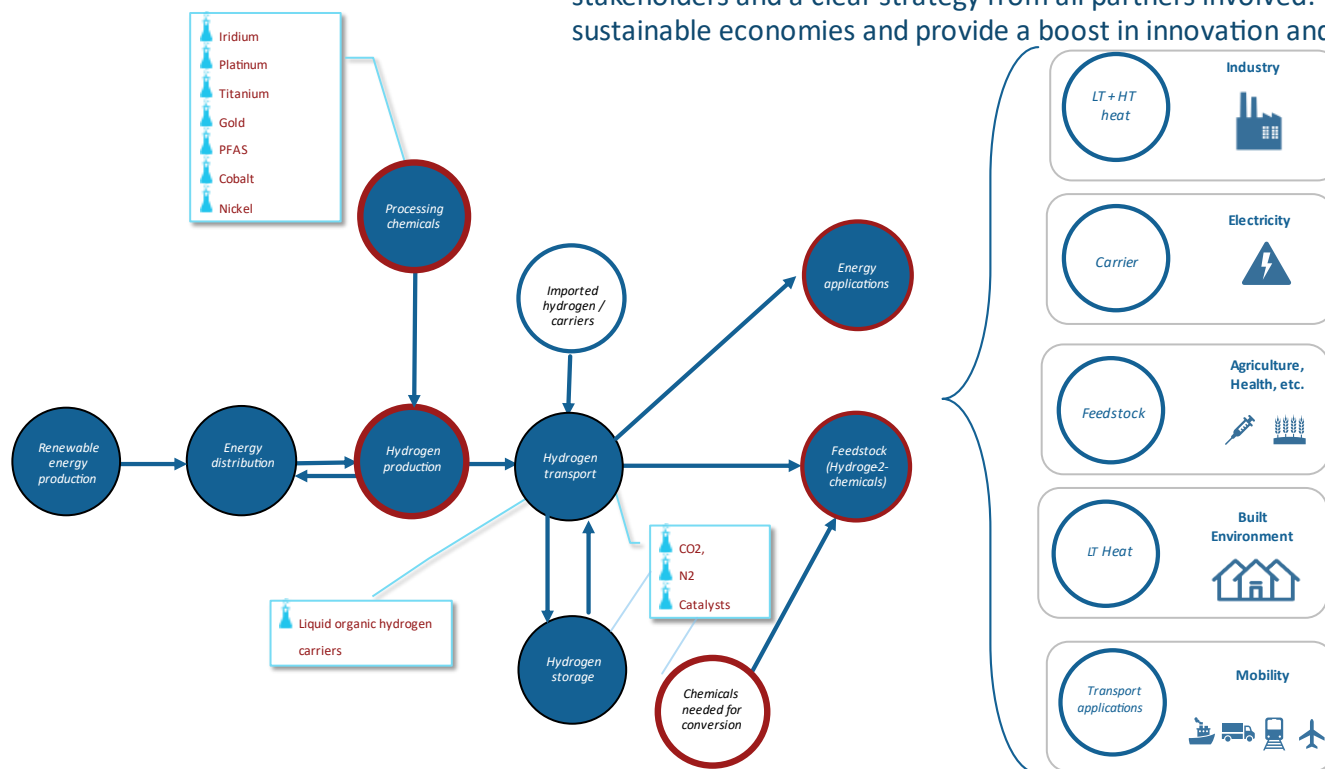 stakeholders and a clear strategy from all partners involved.
sustainable economies and provide a boost in innovation and
Iridium
Platinum
Titanium
Gold
PFAS
Cobalt
Nickel
Processing
chemicals
Imported
hydrogen /
carriers
Energy
applications
Renewable
energy
production
Energy
distribution
Hydrogen
production
Hydrogen
transport
Feedstock
(Hydroge2-
chemicals)
Liquid organic hydrogen
carriers
CO2,
N2
Catalysts
Hydrogen
storage
Chemicals
needed for
conversion
LT + HT
heat
Industry
Carrier
Electricity
Feedstock
Agriculture,
Health, etc.
LT Heat
Built
Environment
Transport
applications
Mobility